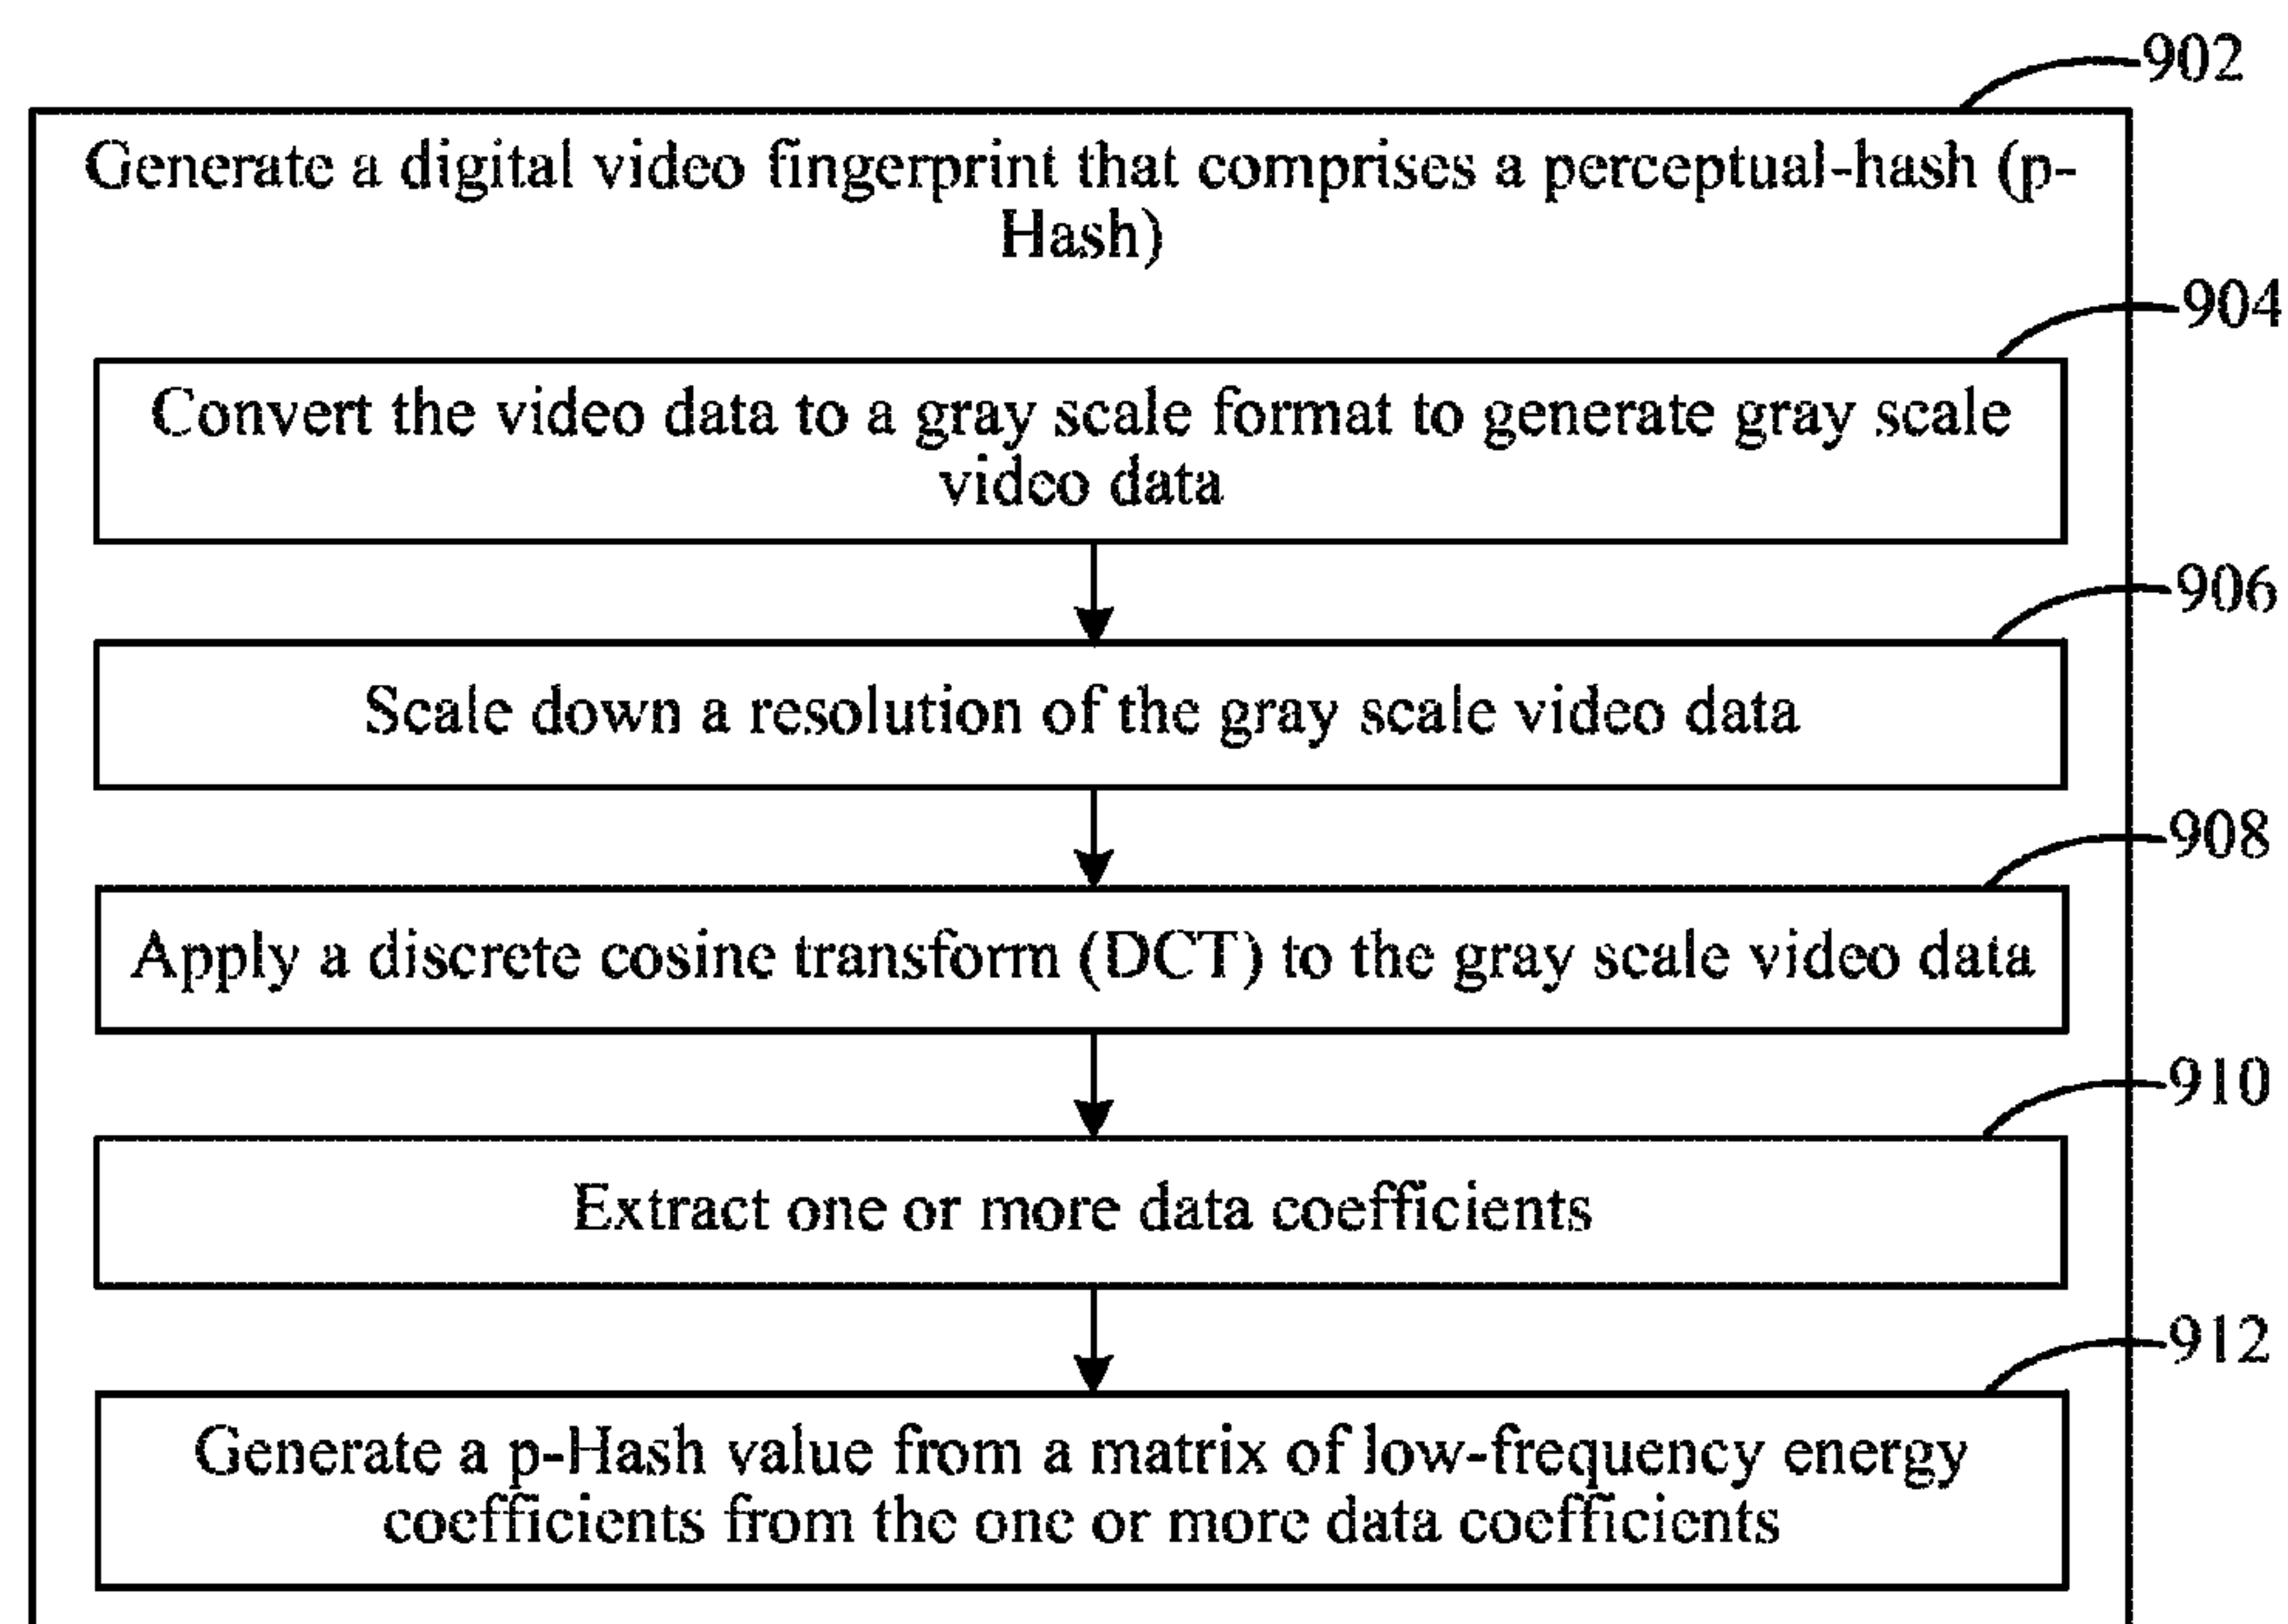 902
Generate a digital video fingerprint that comprises a perceptual-hash (p-
Hash)
904
Convert the video data to a gray scale format to generate gray scale
video data
906
Scale down a resolution of the gray scale video data
908
Apply a discrete cosine transform (DCT) to the gray scale video data
910
Extract one or more data coefficients
912
Generate a p-Hash value from a matrix of low-frequency energy
coefficients from the one or more data coefficients